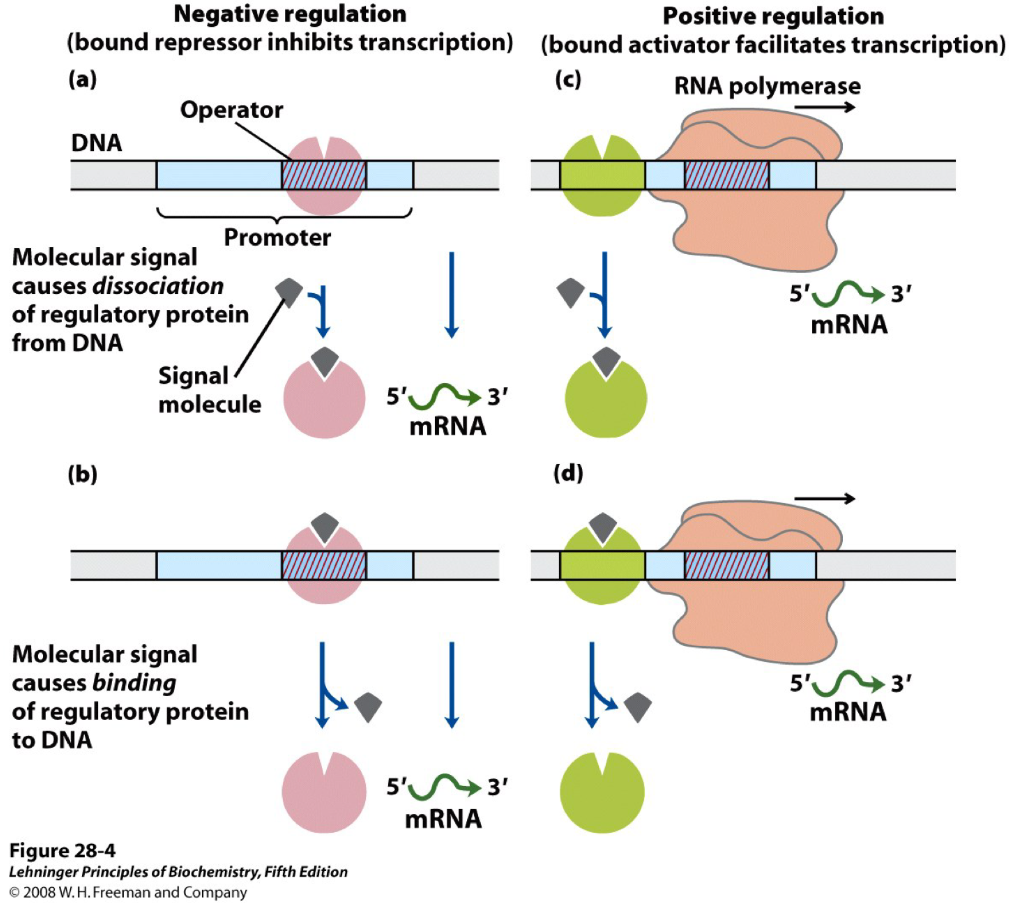 Negative regulation
(bound repressor inhibits transcription)
Positive regulation
(bound activator facilitates transcription)
(a)
Operator
DNA
Promoter
Molecular signal
causes dissociation
of regulatory protein
from DNA
Signal
molecule
5′ 3′
mRNA
(c)
RNA polymerase
5′ 3′
mRNA
(b)
Molecular signal
causes binding
of regulatory protein
to DNA
5′ 3′
mRNA
(d)
5′ 3′
mRNA
Figure 28-4
Lehninger Principles of Biochemistry, Fifth Edition
© 2008 W. H. Freeman and Company